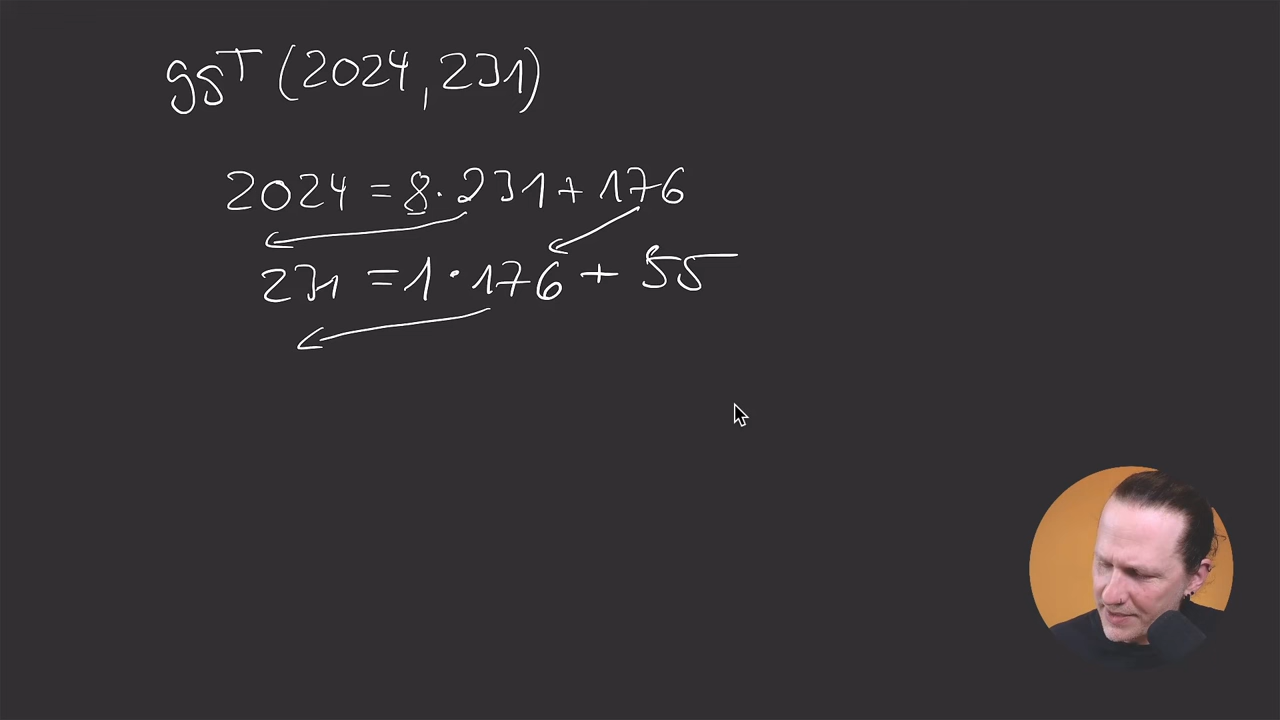 ggT (2024, 231)
2024 = 8 · 231 + 176
231 = 1 · 176 + 55